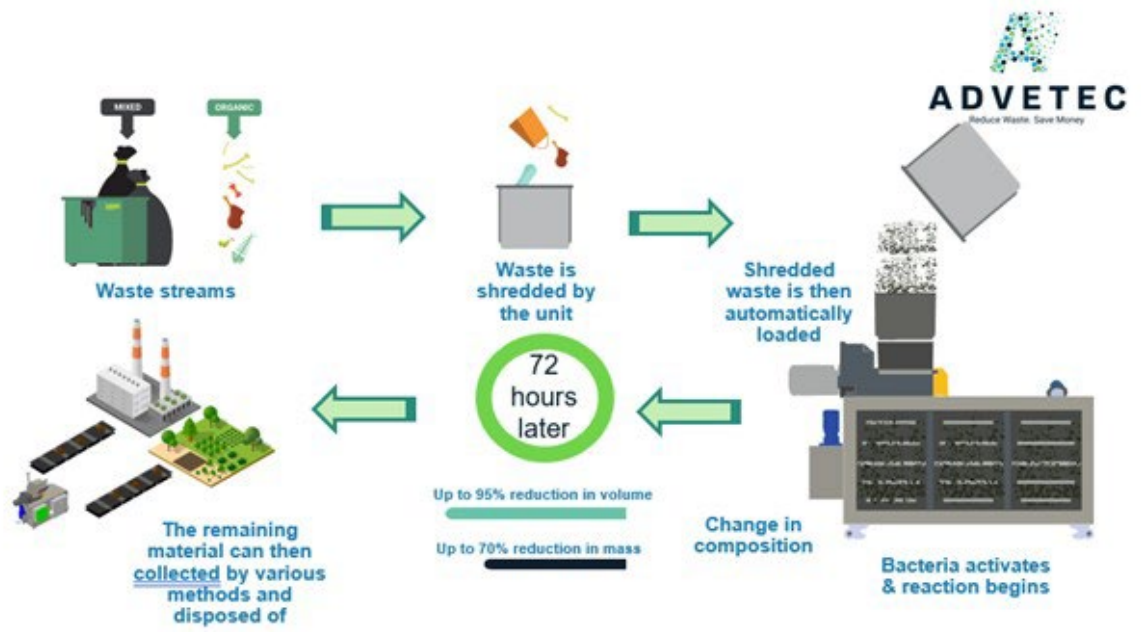 ADVETEC
Reduce Waste. Save Money
MIXED
ORGANIC
Waste streams
Waste is
shredded by
the unit
Shredded
waste is then
automatically
loaded
Bacteria activates
& reaction begins
Change in
composition
72
hours
later
Up to 95% reduction in volume
Up to 70% reduction in mass
The remaining
material can then
collected by various
methods and
disposed of